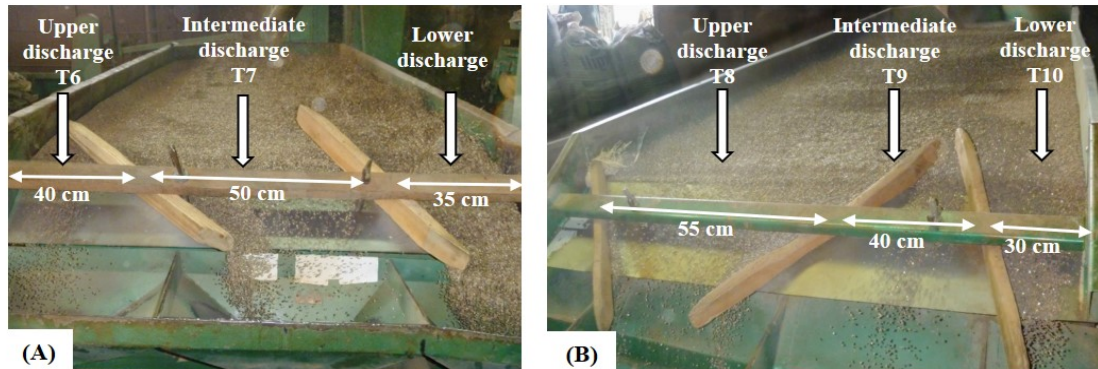 Upper
discharge
T6
Intermediate
discharge
T7
Lower
discharge
40 cm
50 cm
35 cm
(A)
Upper
discharge
T8
Intermediate
discharge
T9
Lower
discharge
T10
55 cm
40 cm
30 cm
(B)